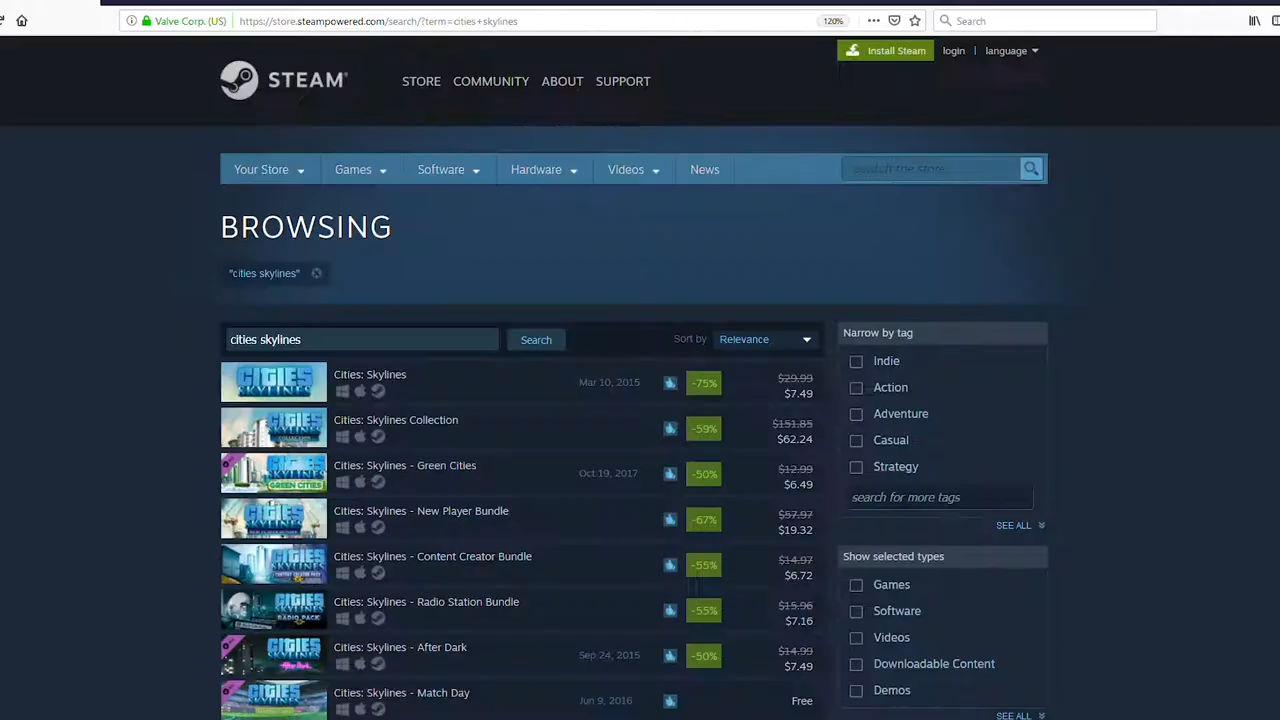 Valve Corp. (US) https://store.steampowered.com/search/?term=cities+skylines 120% Search
Install Steam login language
STEAM STORE COMMUNITY ABOUT SUPPORT
Your Store Games Software Hardware Videos News search the store
BROWSING
"cities skylines"
cities skylines Search Sort by Relevance
Cities: Skylines Mar 10, 2015 -75% $29.99 $7.49
Cities: Skylines Collection -59% $151.85 $62.24
Cities: Skylines - Green Cities Oct 19, 2017 -50% $12.99 $6.49
Cities: Skylines - New Player Bundle -67% $57.97 $19.32
Cities: Skylines - Content Creator Bundle -55% $14.97 $6.72
Cities: Skylines - Radio Station Bundle -55% $15.96 $7.16
Cities: Skylines - After Dark Sep 24, 2015 -50% $14.99 $7.49
Cities: Skylines - Match Day Jun 9, 2016 Free
Narrow by tag
Indie
Action
Adventure
Casual
Strategy
search for more tags
SEE ALL
Show selected types
Games
Software
Videos
Downloadable Content
Demos
SEE ALL